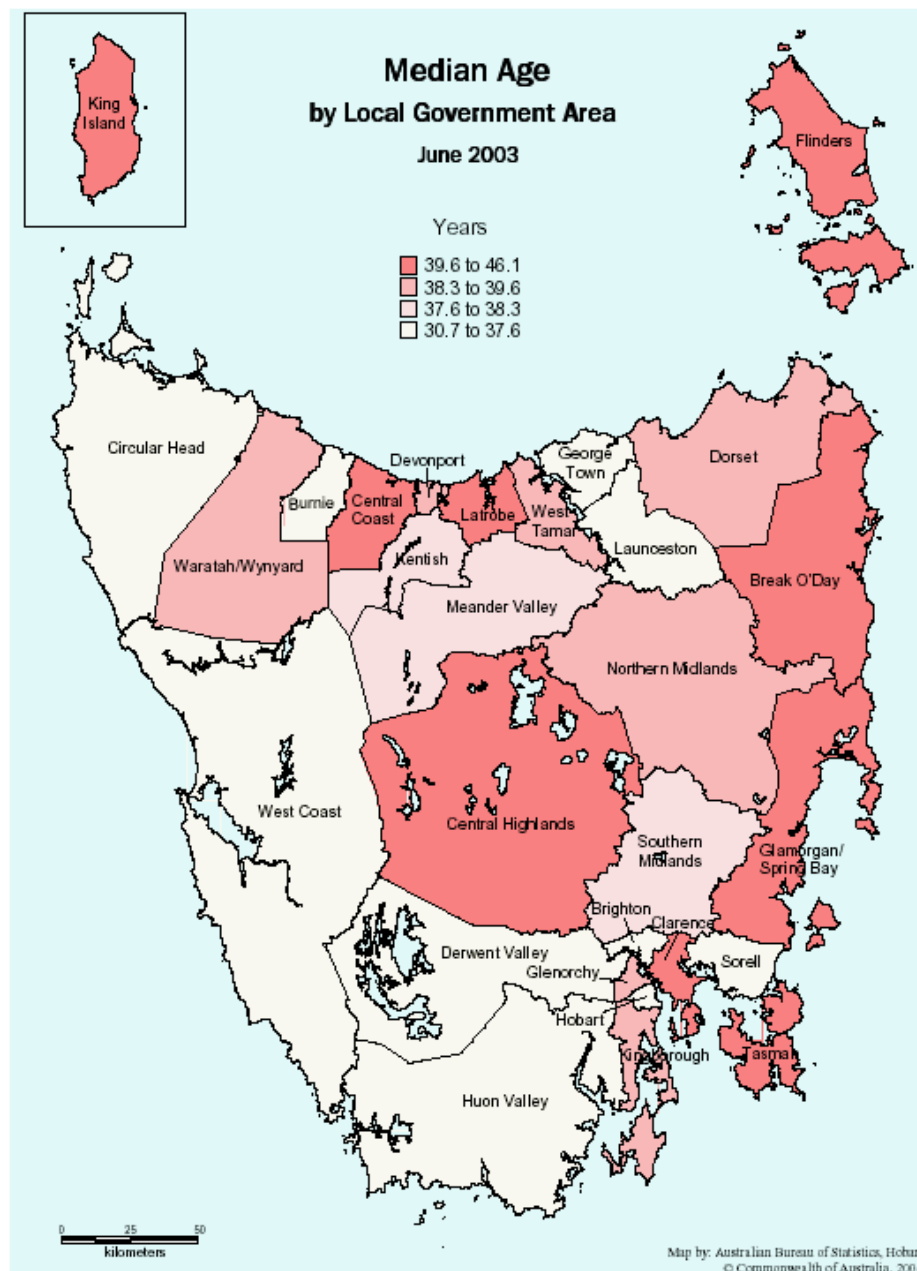 Median Age
by Local Government Area
June 2003
King
Island
Flinders
Years
39.6 to 46.1
38.3 to 39.6
37.6 to 38.3
30.7 to 37.6
Circular Head
Devonport
George
Town
Dorset
Burnie
Central
Coast
Latrobe
West
Tamar
Launceston
Waratah/Wynyard
Kentish
Break O'Day
Meander Valley
Northern Midlands
West Coast
Central Highlands
Southern
Midlands
Glamorgan/
Spring Bay
Brighton
Clarence
Derwent Valley
Sorell
Glenorchy
Hobart
Kingborough
Tasman
Huon Valley
0 25 50
kilometers
Map by: Australian Bureau of Statistics, Hobar
© Commonwealth of Australia, 200